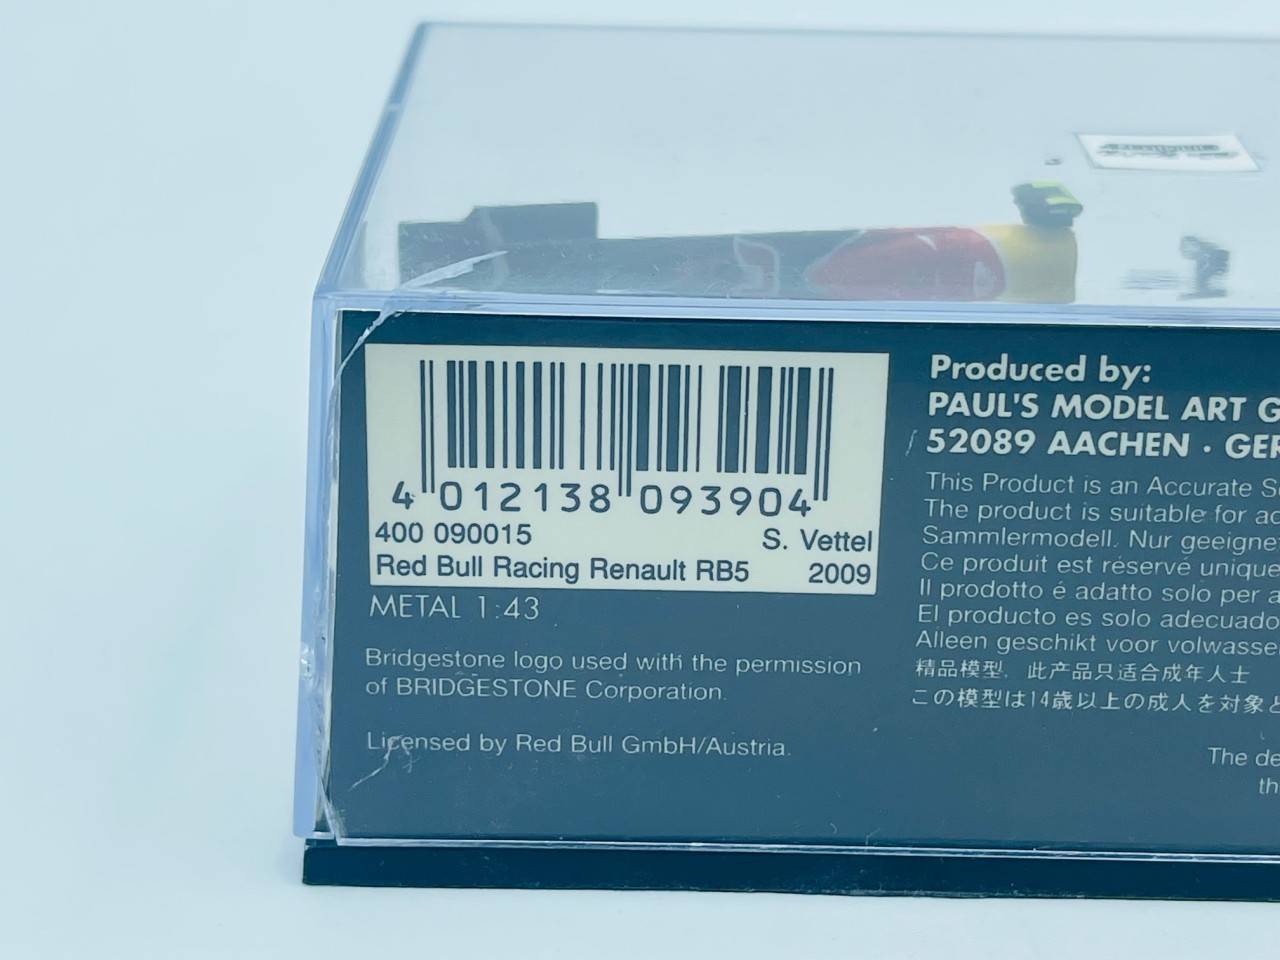 4 012138 093904
400 090015 S. Vettel
Red Bull Racing Renault RB5 2009
METAL 1:43
Bridgestone logo used with the permission
of BRIDGESTONE Corporation.
Licensed by Red Bull GmbH/Austria.
Produced by:
PAUL'S MODEL ART G
52089 AACHEN · GER
This Product is an Accurate S
The product is suitable for
Sammlermodell. Nur geeignet
Ce produit est réservé unique
Il prodotto é adatto solo per
El producto es solo adecuado
Alleen geschikt voor volwasse
精品模型，此产品只适合成年人士
この模型は14歳以上の成人を対象と
The de
th